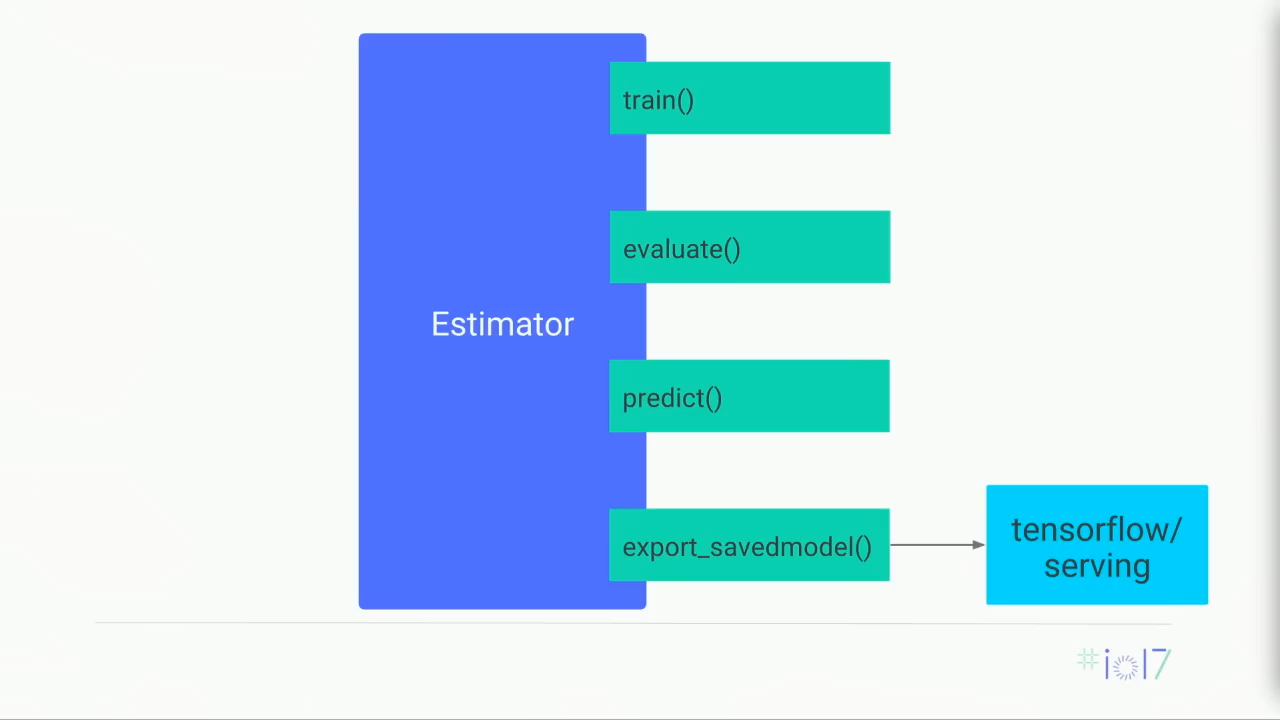 train()
evaluate()
Estimator
predict()
export_savedmodel()
tensorflow/
serving
#io17